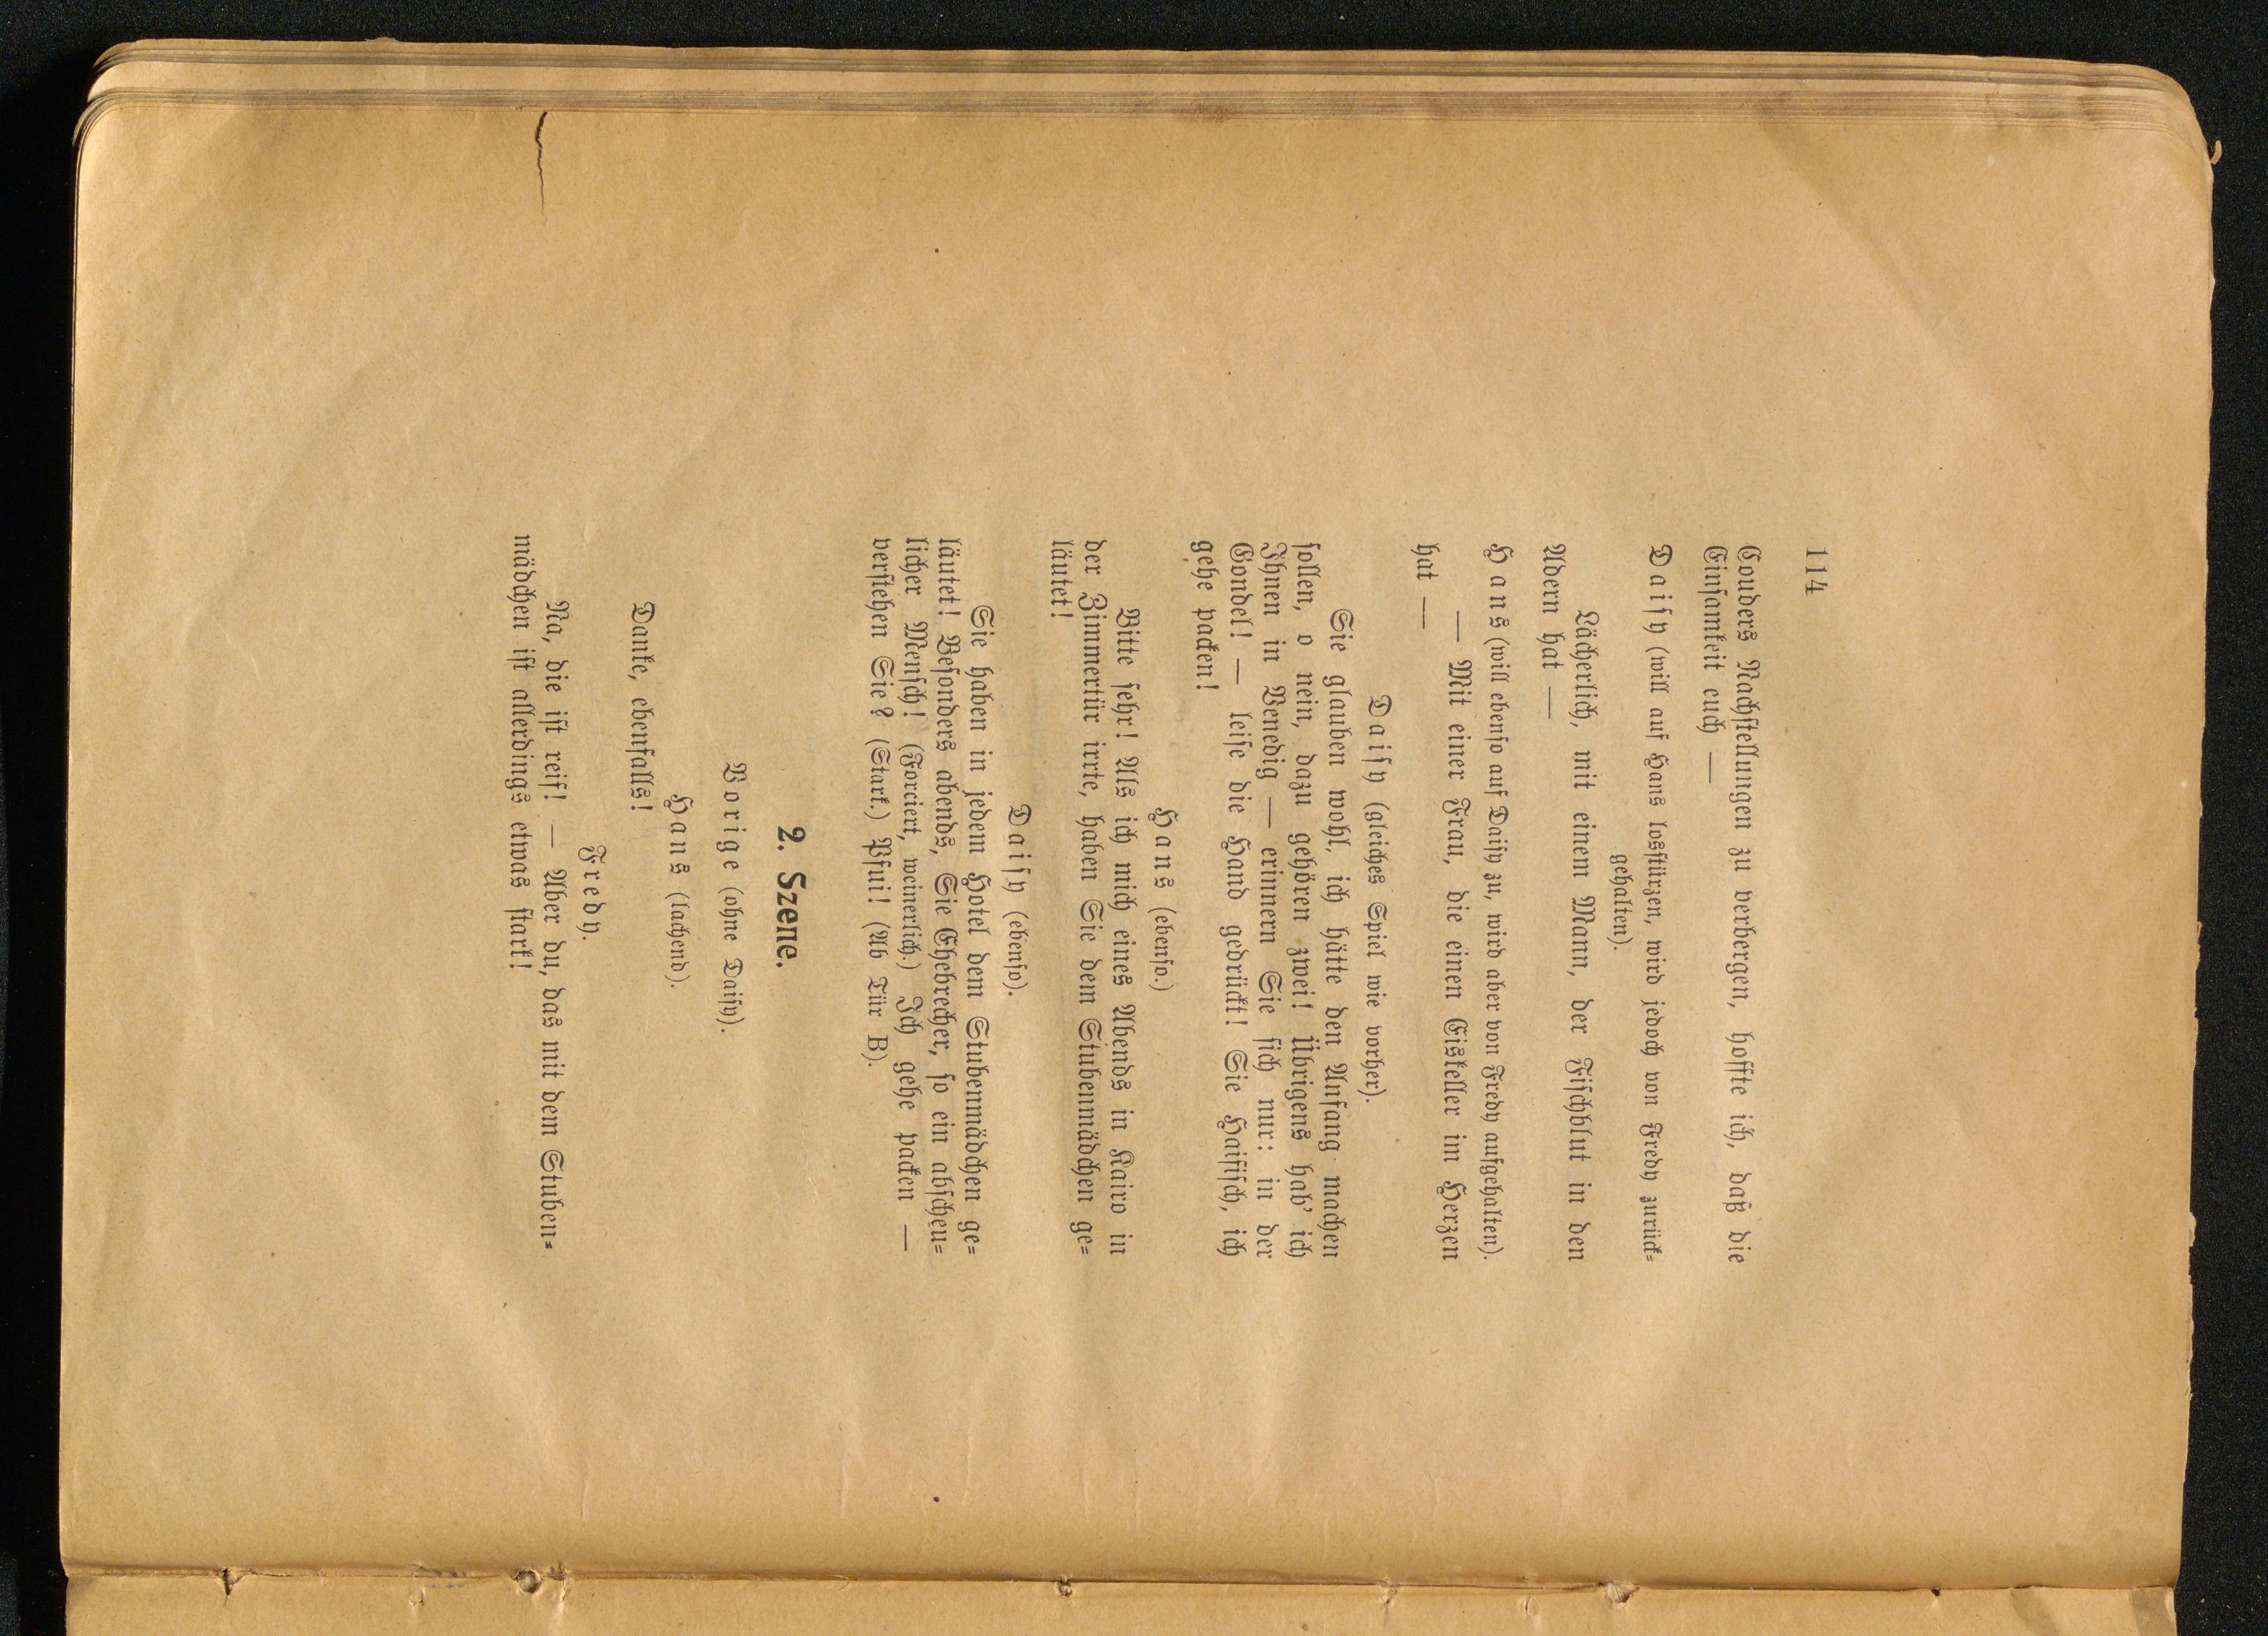 114
Couders Nachstellungen zu verbergen, hoffte ich, daß die
Einsamkeit euch —
Daisy (will auf Hans losstürzen, wird jedoch von Fredy zurück-
gehalten).
Lächerlich, mit einem Mann, der Fischblut in den
Adern hat —
Hans (will ebenso auf Daisy zu, wird aber von Fredy aufgehalten).
— Mit einer Frau, die einen Eiskeller im Herzen
hat —
Daisy (gleiches Spiel wie vorher).
Sie glauben wohl, ich hätte den Anfang machen
sollen, o nein, dazu gehören zwei! Übrigens hab' ich
Ihnen in Venedig — erinnern Sie sich nur: in der
Gondel! — leise die Hand gedrückt! Sie Haifisch, ich
gehe packen!
Hans (ebenso.)
Bitte sehr! Als ich mich eines Abends in Kairo in
der Zimmertür irrte, haben Sie dem Stubenmädchen ge-
läutet!
Daisy (ebenso).
Sie haben in jedem Hotel dem Stubenmädchen ge-
läutet! Besonders abends, Sie Ehebrecher, so ein abscheu-
licher Mensch! (Forciert, weinerlich.) Ich gehe packen —
verstehen Sie? (Stark.) Pfui! (Ab Tür B).
2. Szene.
Vorige (ohne Daisy).
Hans (lachend).
Danke, ebenfalls!
Fredy.
Na, die ist reif! — Aber du, das mit dem Stuben-
mädchen ist allerdings etwas stark!